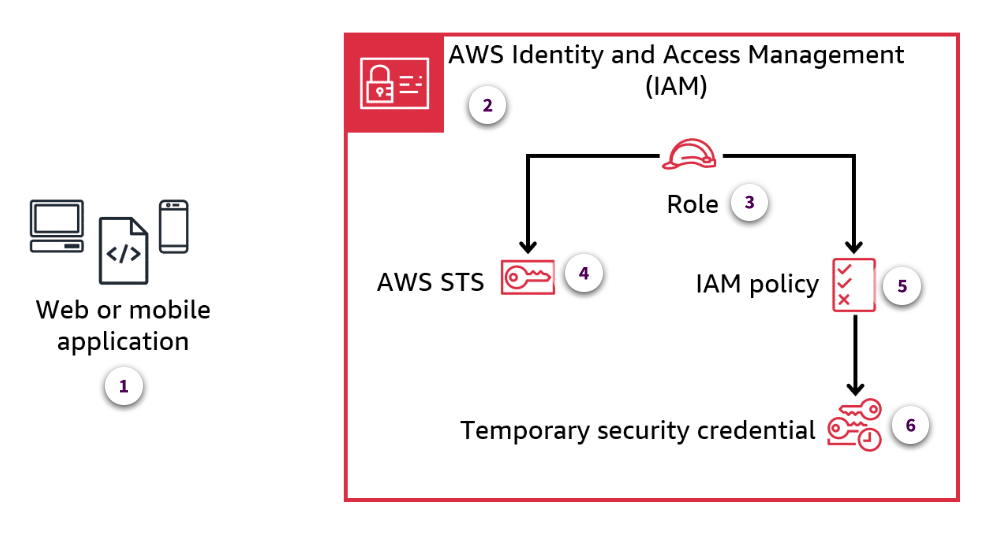 AWS Identity and Access Management
(IAM)
2
Role 3
AWS STS 4
IAM policy 5
</>
Web or mobile
application
1
Temporary security credential 6